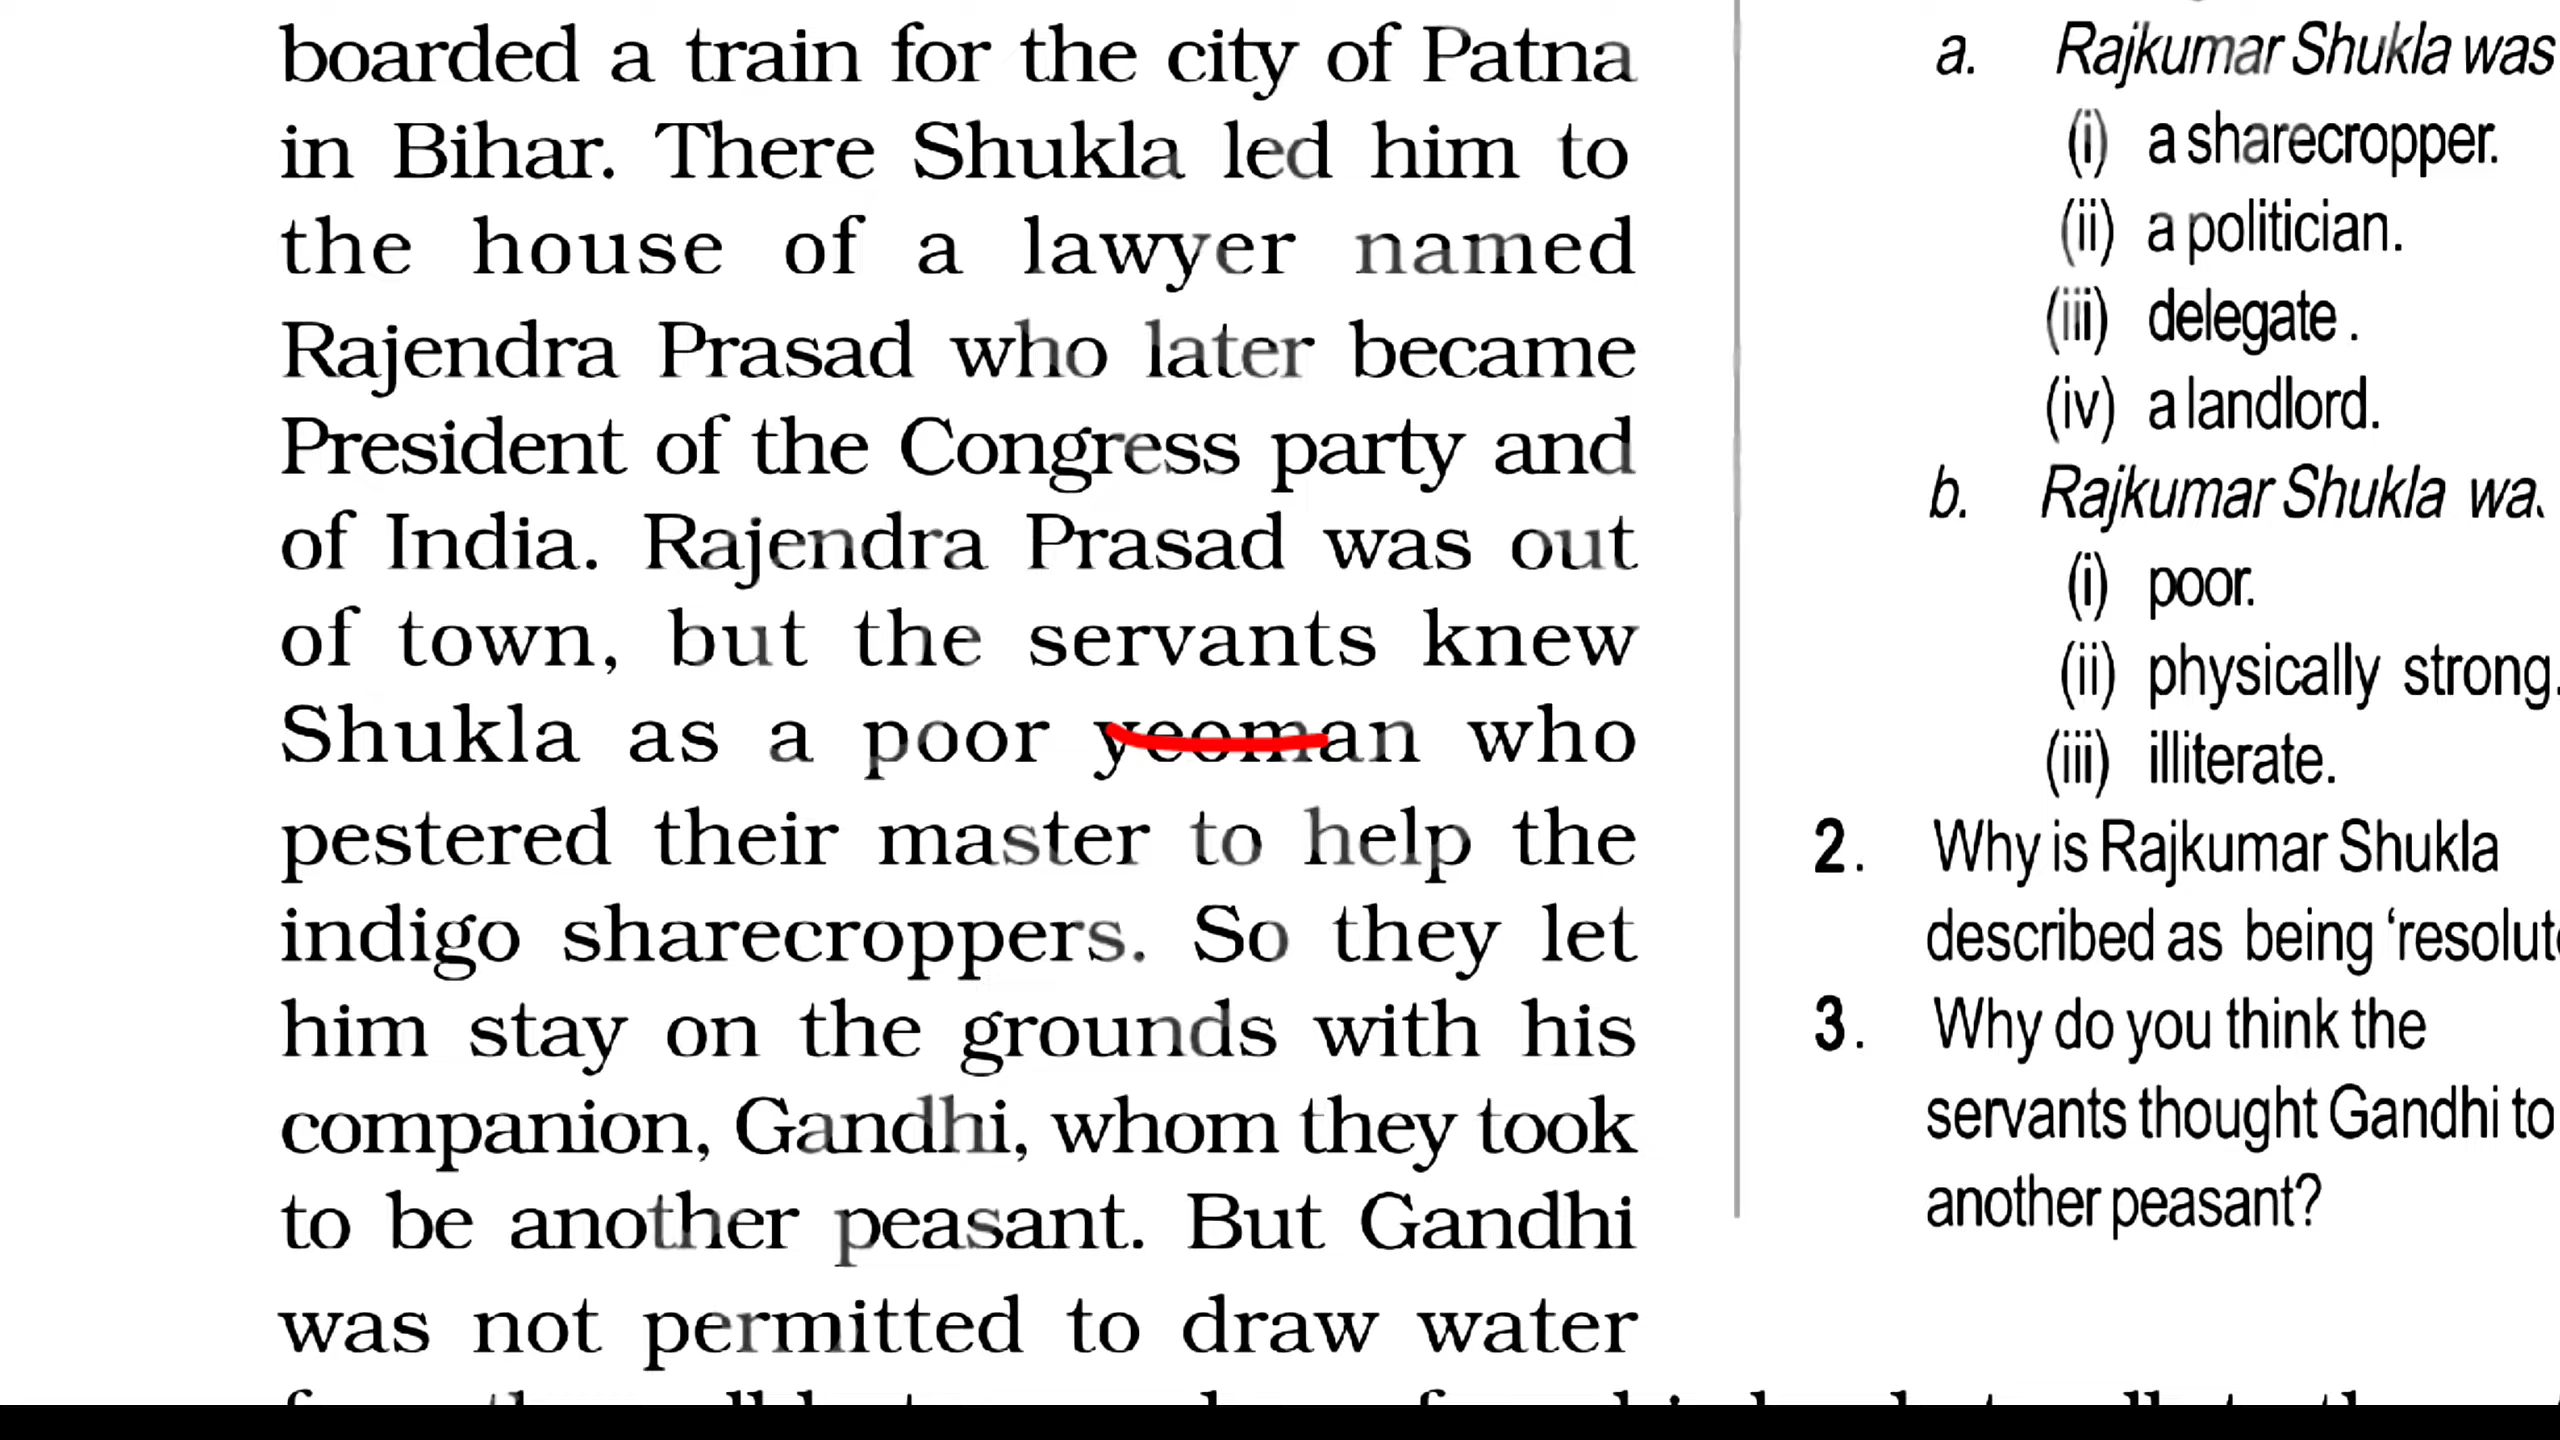 boarded a train for the city of Patna
in Bihar. There Shukla led him to
the house of a lawyer named
Rajendra Prasad who later became
President of the Congress party and
of India. Rajendra Prasad was out
of town, but the servants knew
Shukla as a poor yeoman who
pestered their master to help the
indigo sharecroppers. So they let
him stay on the grounds with his
companion, Gandhi, whom they took
to be another peasant. But Gandhi
was not permitted to draw water
a. Rajkumar Shukla was
(i) a sharecropper.
(ii) a politician.
(iii) delegate .
(iv) a landlord.
b. Rajkumar Shukla
(i) poor.
(ii) physically strong.
(iii) illiterate.
2. Why is Rajkumar Shukla
described as being
3. Why do you think the
servants thought Gandhi to
another peasant?